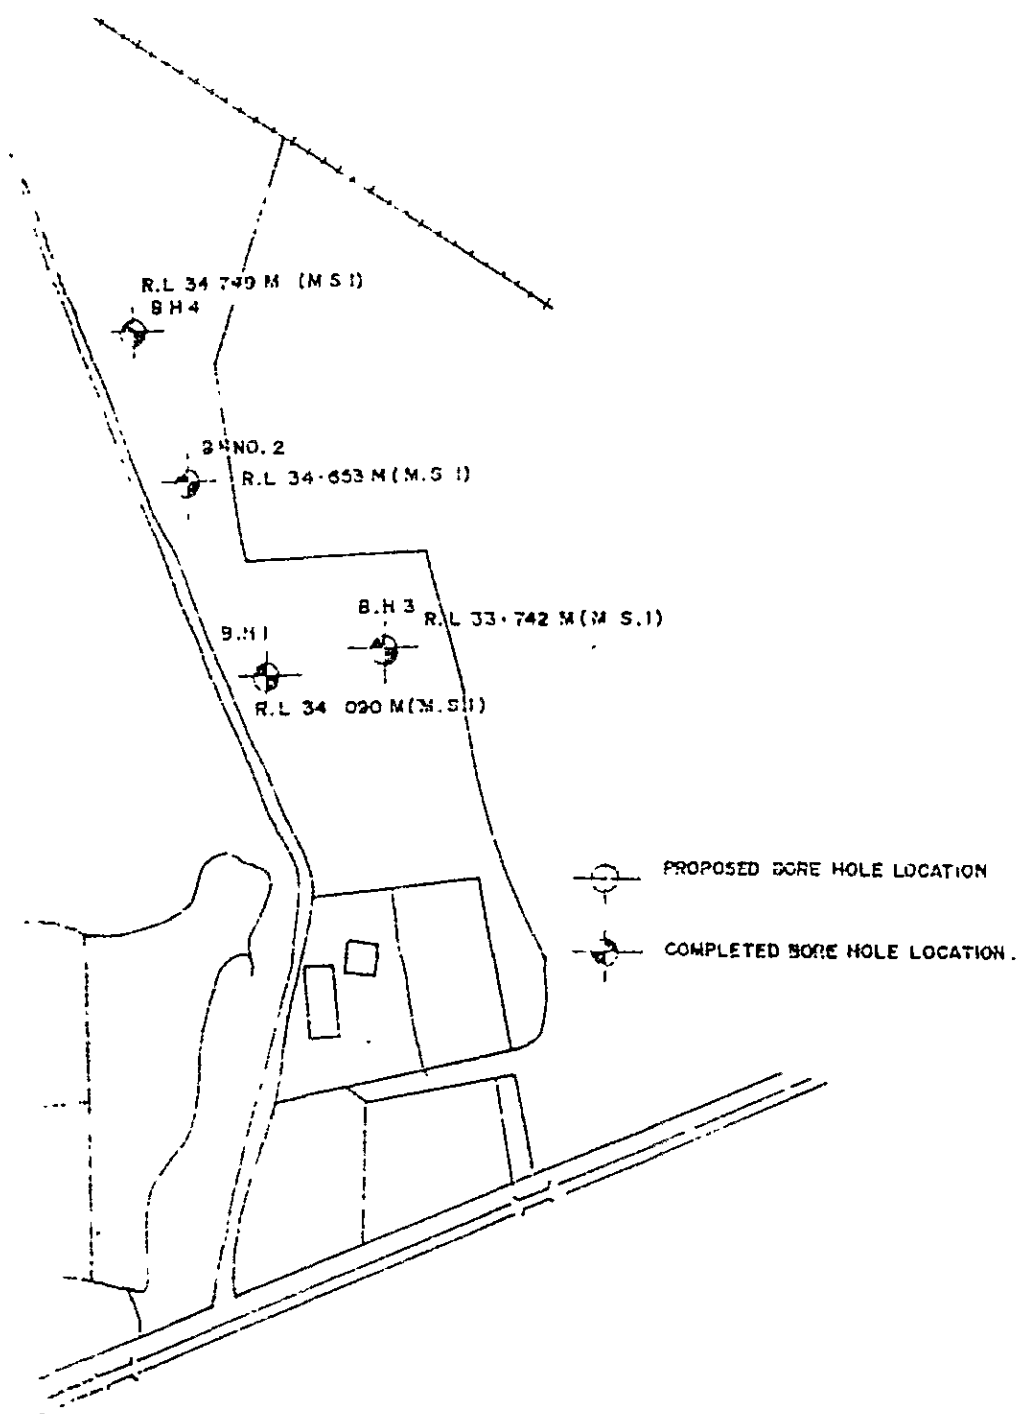 R.L 34 749 M (M S l)
B H 4
B H NO. 2
R.L 34·653 M (M.S l)
B.H 3
R.L 33·742 M (M S.l)
B.H 1
R.L 34 090 M (M.S.l)
PROPOSED BORE HOLE LOCATION
COMPLETED BORE HOLE LOCATION.